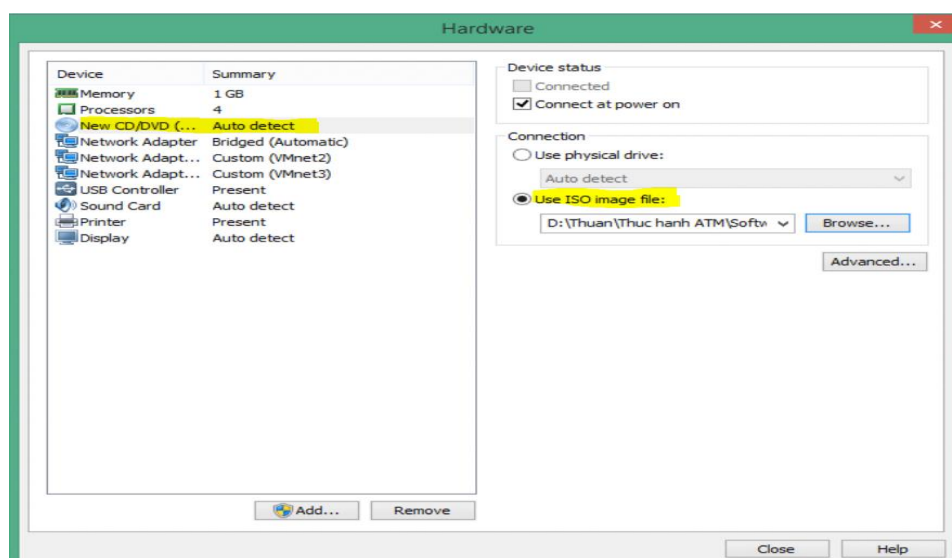 Hardware
Device Summary
Memory 1 GB
Processors 4
New CD/DVD (... Auto detect
Network Adapter Bridged (Automatic)
Network Adapt... Custom (VMnet2)
Network Adapt... Custom (VMnet3)
USB Controller Present
Sound Card Auto detect
Printer Present
Display Auto detect
Add... Remove
Device status
Connected
Connect at power on
Connection
Use physical drive:
Auto detect
Use ISO image file:
D:\Thuan\Thuc hanh ATM\Softw Browse...
Advanced...
Close Help